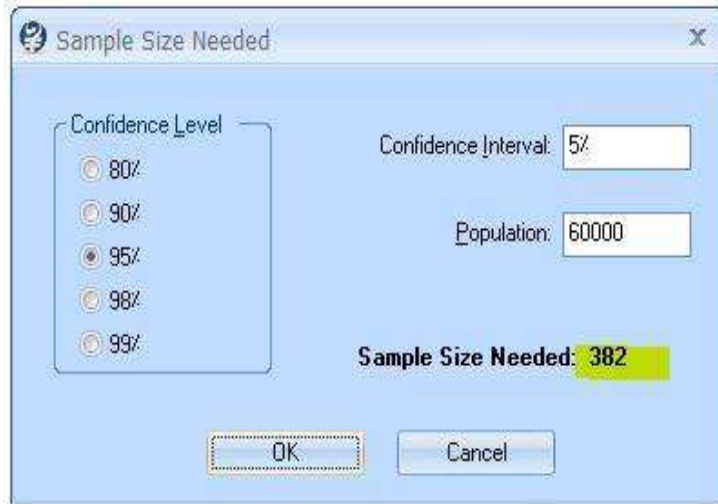 Sample Size Needed
Confidence Level
80%
90%
95%
98%
99%
Confidence Interval: 5%
Population: 60000
Sample Size Needed: 382
OK
Cancel